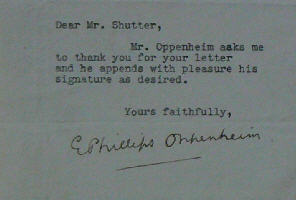 Dear Mr. Shutter,
Mr. Oppenheim asks me
to thank you for your letter
and he appends with pleasure his
signature as desired.
Yours faithfully,
E Phillips Oppenheim